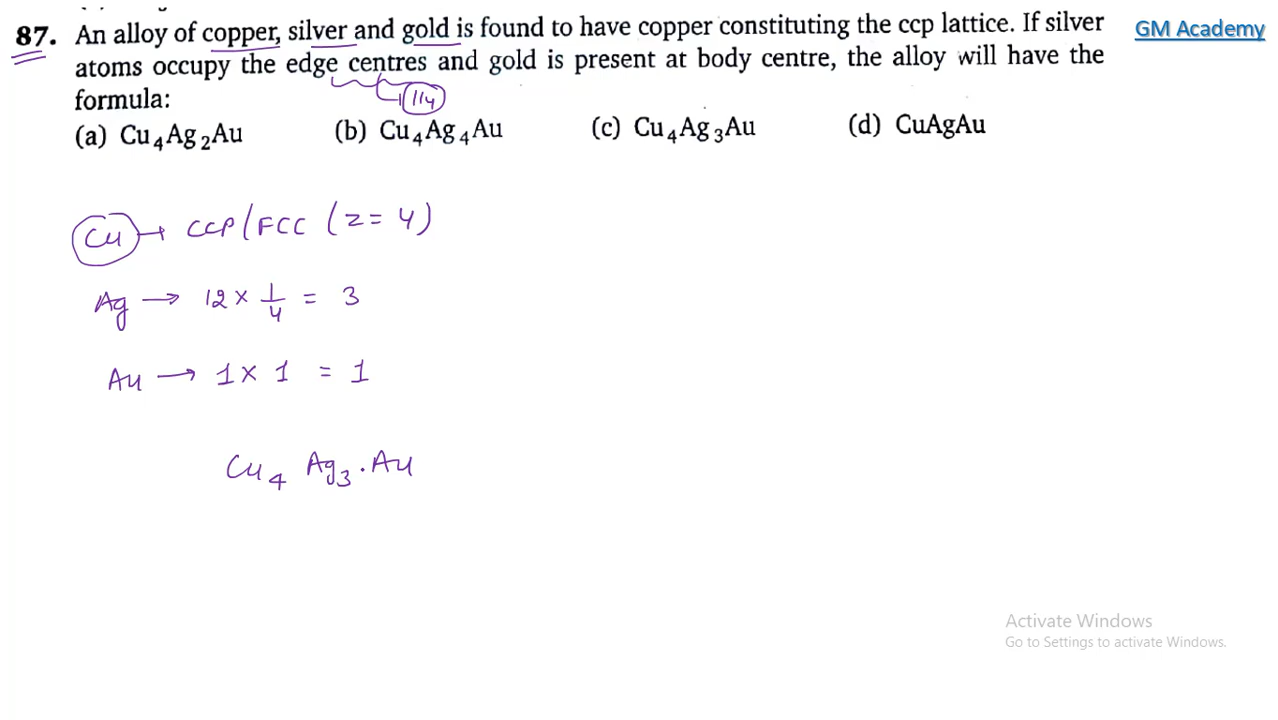 87. An alloy of copper, silver and gold is found to have copper constituting the ccp lattice. If silver
GM Academy
atoms occupy the edge centres and gold is present at body centre, the alloy will have the
formula:
1/4
(a) Cu₄Ag₂Au (b) Cu₄Ag₄Au (c) Cu₄Ag₃Au (d) CuAgAu
Cu → CCP/FCC (z = 4)
Ag → 12 × 1/4 = 3
Au → 1 × 1 = 1
Cu₄ Ag₃.Au
Activate Windows
Go to Settings to activate Windows.